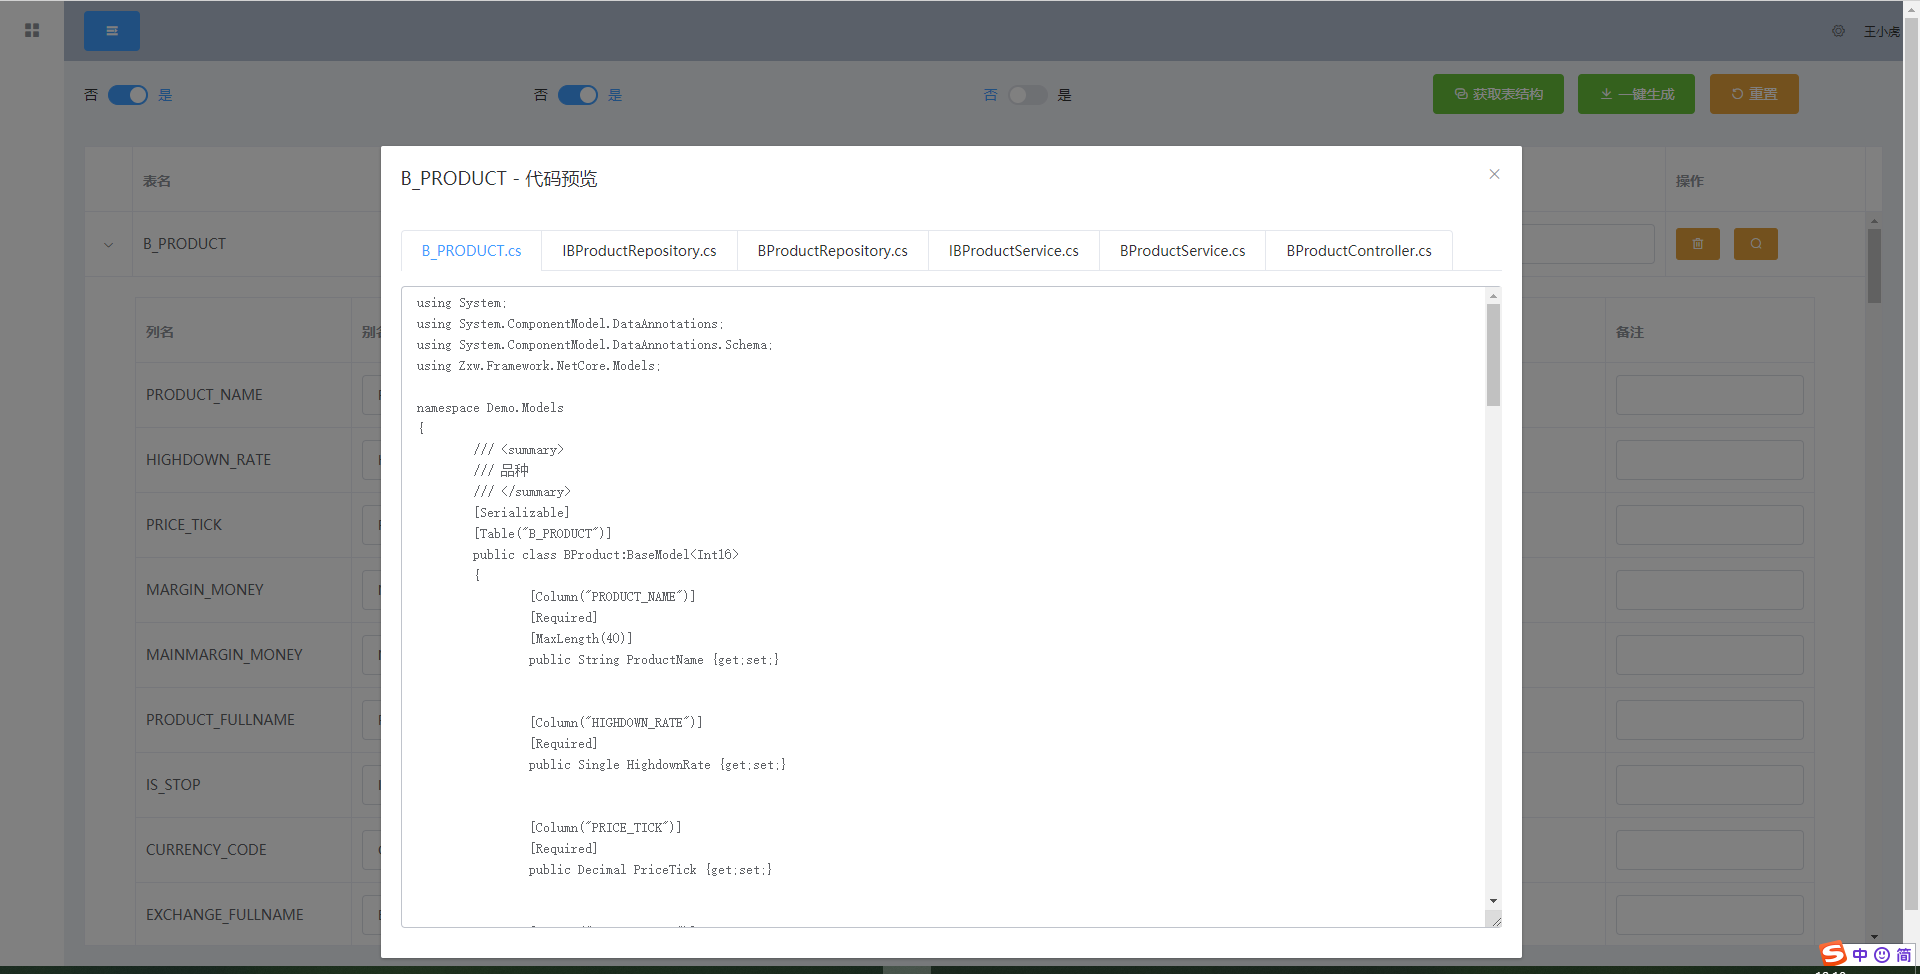 王小虎
否 是 否 是 否 是 获取表结构 一键生成 重置
表名 操作
B_PRODUCT
B_PRODUCT - 代码预览
B_PRODUCT.cs IBProductRepository.cs BProductRepository.cs IBProductService.cs BProductService.cs BProductController.cs
using System;
using System.ComponentModel.DataAnnotations;
using System.ComponentModel.DataAnnotations.Schema;
using Zxw.Framework.NetCore.Models;
namespace Demo.Models
{
/// <summary>
/// 品种
/// </summary>
[Serializable]
[Table("B_PRODUCT")]
public class BProduct:BaseModel<Int16>
{
[Column("PRODUCT_NAME")]
[Required]
[MaxLength(40)]
public String ProductName {get;set;}
[Column("HIGHDOWN_RATE")]
[Required]
public Single HighdownRate {get;set;}
[Column("PRICE_TICK")]
[Required]
public Decimal PriceTick {get;set;}
列名 备注
PRODUCT_NAME
HIGHDOWN_RATE
PRICE_TICK
MARGIN_MONEY
MAINMARGIN_MONEY
PRODUCT_FULLNAME
IS_STOP
CURRENCY_CODE
EXCHANGE_FULLNAME
中 简